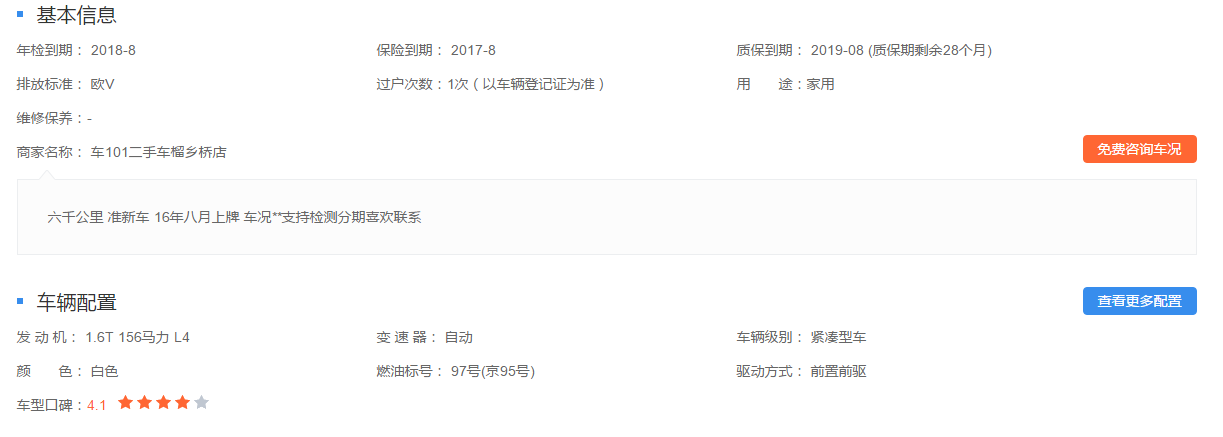 基本信息
年检到期： 2018-8 保险到期： 2017-8 质保到期： 2019-08 (质保期剩余28个月)
排放标准： 欧V 过户次数：1次（以车辆登记证为准） 用 途：家用
维修保养：-
商家名称： 车101二手车榴乡桥店 免费咨询车况
六千公里 准新车 16年八月上牌 车况**支持检测分期喜欢联系
车辆配置 查看更多配置
发 动 机： 1.6T 156马力 L4 变 速 器： 自动 车辆级别： 紧凑型车
颜 色： 白色 燃油标号： 97号(京95号) 驱动方式： 前置前驱
车型口碑：4.1